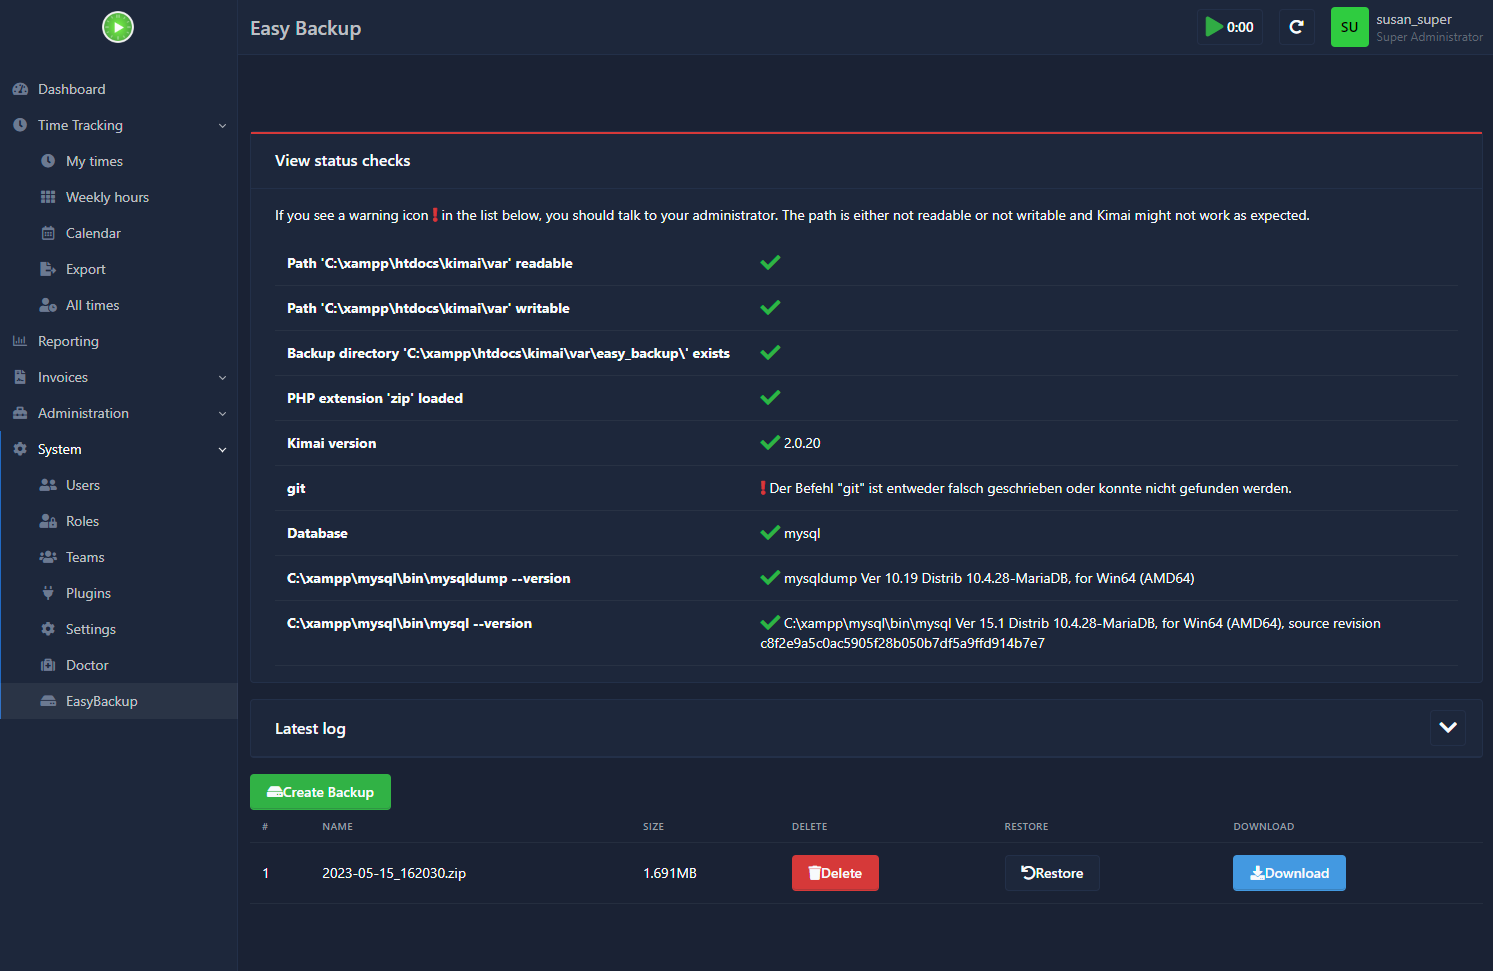 Easy Backup
0:00
SU
susan_super
Super Administrator
Dashboard
Time Tracking
My times
Weekly hours
Calendar
Export
All times
Reporting
Invoices
Administration
System
Users
Roles
Teams
Plugins
Settings
Doctor
EasyBackup
View status checks
If you see a warning icon ! in the list below, you should talk to your administrator. The path is either not readable or not writable and Kimai might not work as expected.
Path 'C:\xampp\htdocs\kimai\var' readable
Path 'C:\xampp\htdocs\kimai\var' writable
Backup directory 'C:\xampp\htdocs\kimai\var\easy_backup\' exists
PHP extension 'zip' loaded
Kimai version 2.0.20
git ! Der Befehl "git" ist entweder falsch geschrieben oder konnte nicht gefunden werden.
Database mysql
C:\xampp\mysql\bin\mysqldump --version mysqldump Ver 10.19 Distrib 10.4.28-MariaDB, for Win64 (AMD64)
C:\xampp\mysql\bin\mysql --version C:\xampp\mysql\bin\mysql Ver 15.1 Distrib 10.4.28-MariaDB, for Win64 (AMD64), source revision
c8f2e9a5c0ac5905f28b050b7df5a9ffd914b7e7
Latest log
Create Backup
# NAME SIZE DELETE RESTORE DOWNLOAD
1 2023-05-15_162030.zip 1.691MB Delete Restore Download